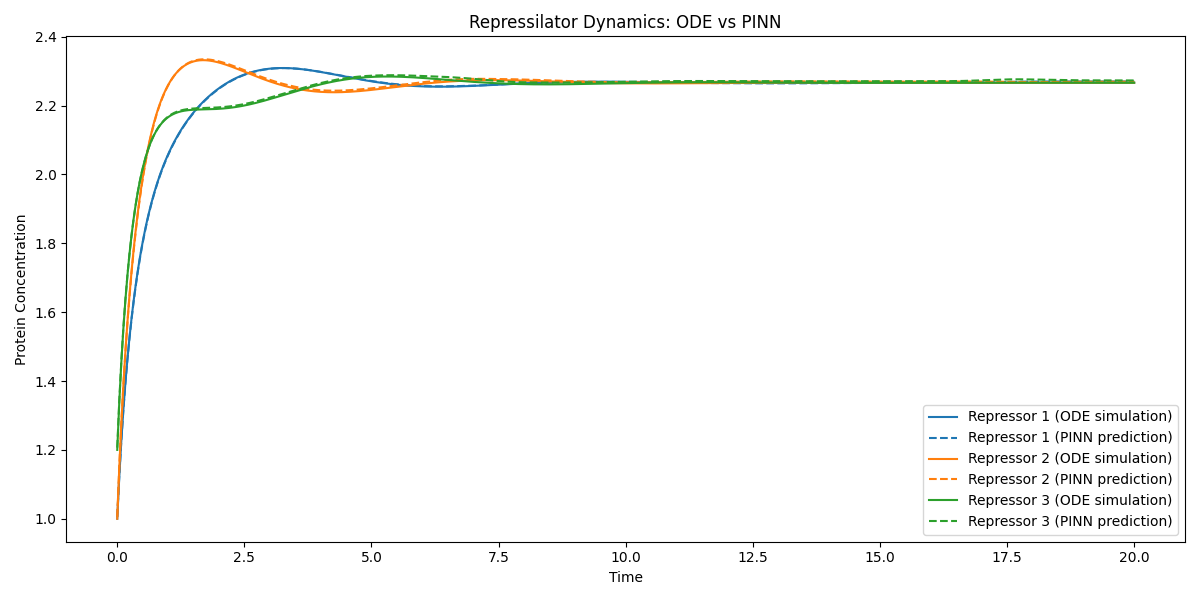 Repressilator Dynamics: ODE vs PINN
Protein Concentration
2.4
2.2
2.0
1.8
1.6
1.4
1.2
1.0
Repressor 1 (ODE simulation)
Repressor 1 (PINN prediction)
Repressor 2 (ODE simulation)
Repressor 2 (PINN prediction)
Repressor 3 (ODE simulation)
Repressor 3 (PINN prediction)
0.0 2.5 5.0 7.5 10.0 12.5 15.0 17.5 20.0
Time